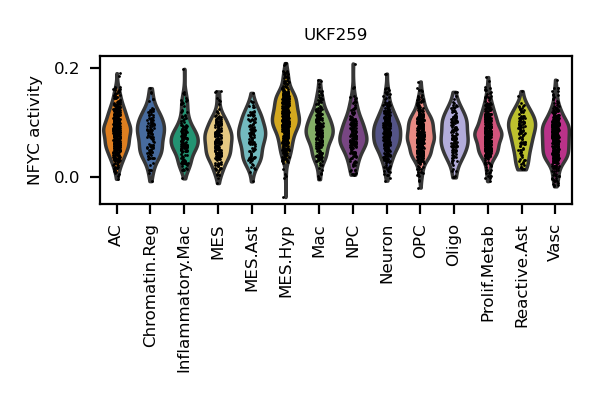 UKF259
NFYC activity
0.2
0.0
AC
Chromatin.Reg
Inflammatory.Mac
MES
MES.Ast
MES.Hyp
Mac
NPC
Neuron
OPC
Oligo
Prolif.Metab
Reactive.Ast
Vasc